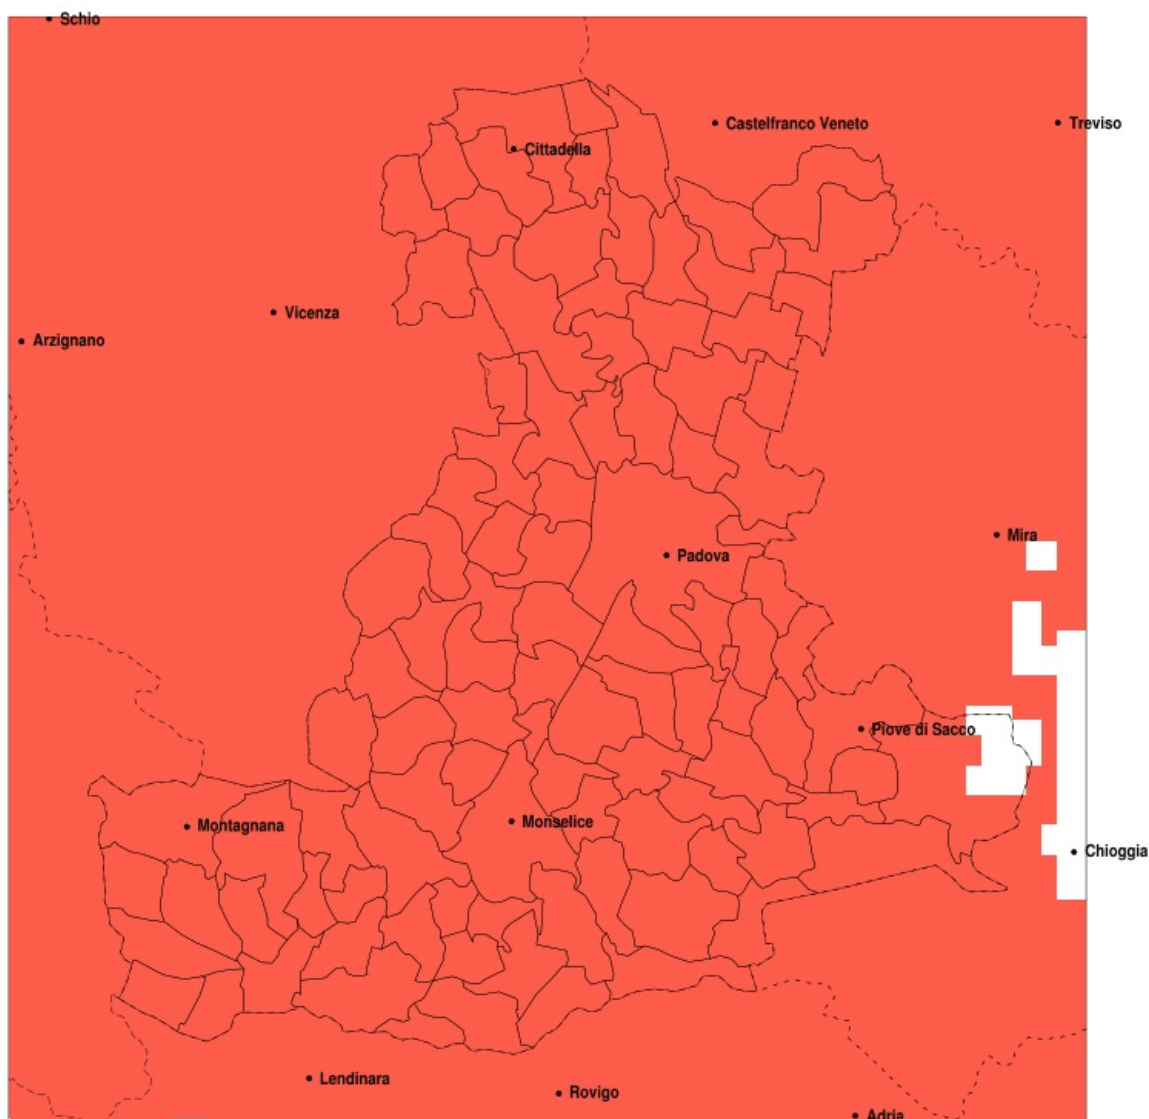 Schio
Castelfranco Veneto
Treviso
Cittadella
Vicenza
Arzignano
Mira
Padova
Piove di Sacco
Monselice
Montagnana
Chioggia
Lendinara
Rovigo
Adria